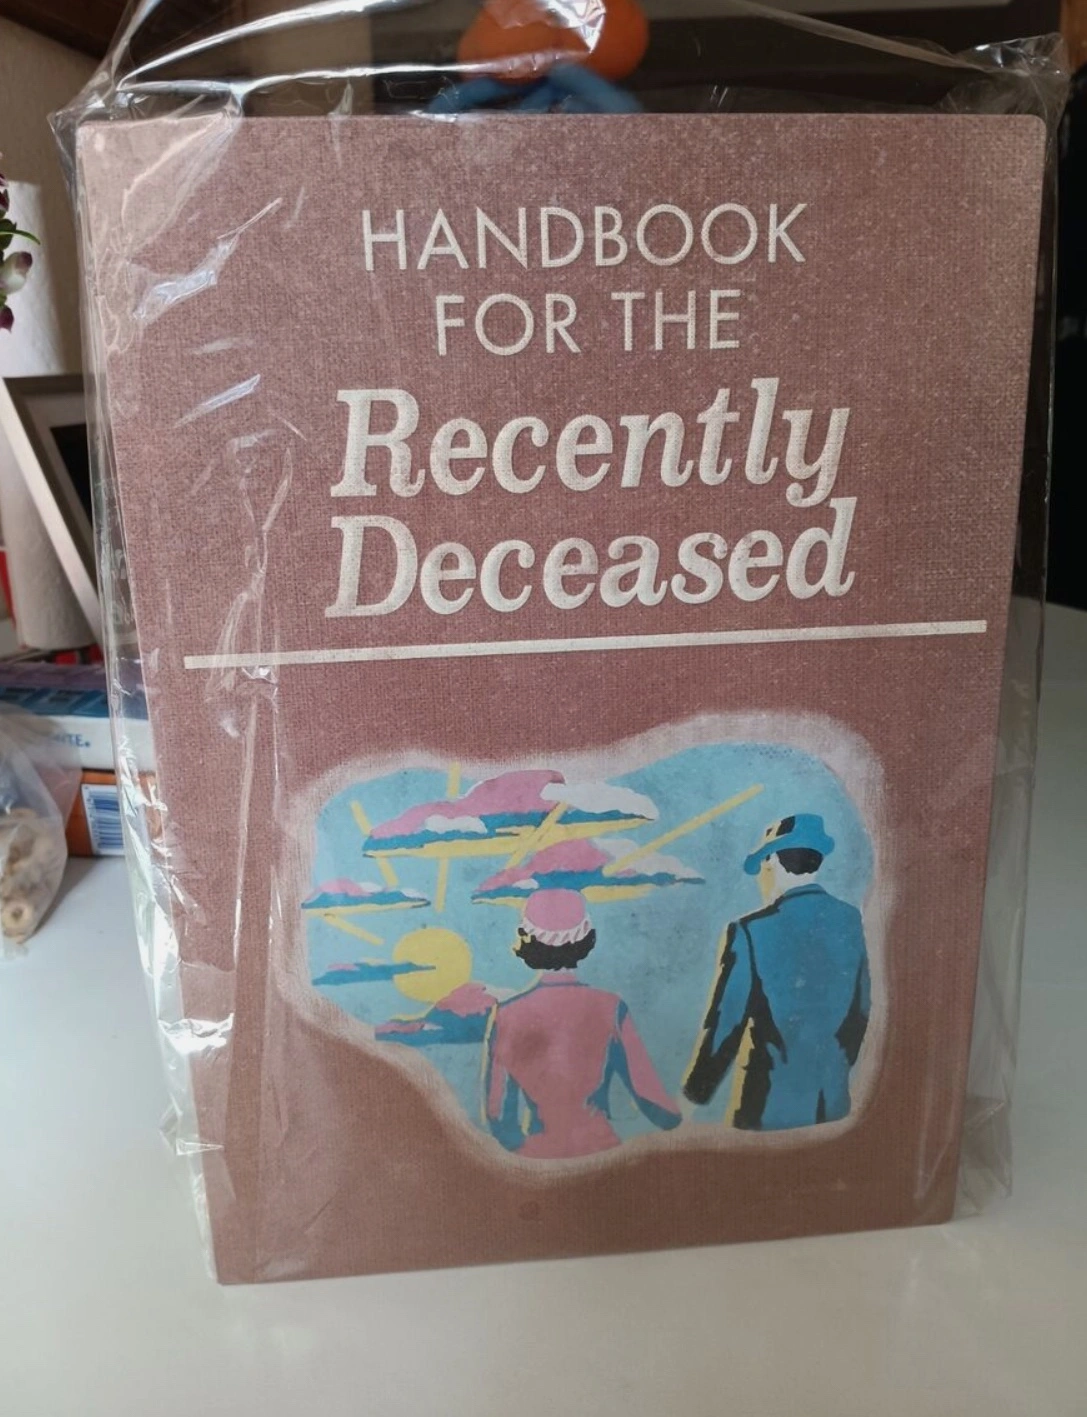 HANDBOOK
FOR THE
Recently
Deceased